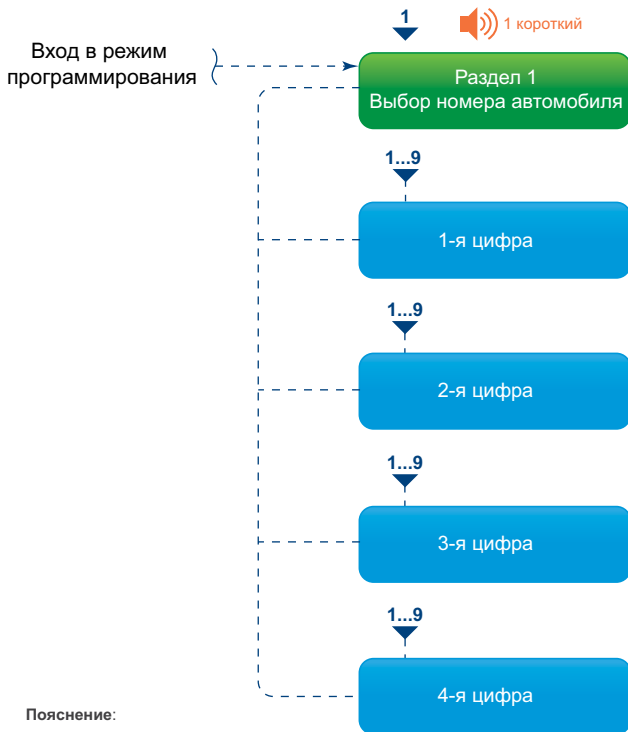 1
1 короткий
Вход в режим
программирования
Раздел 1
Выбор номера автомобиля
1...9
1-я цифра
1...9
2-я цифра
1...9
3-я цифра
1...9
4-я цифра
Пояснение: